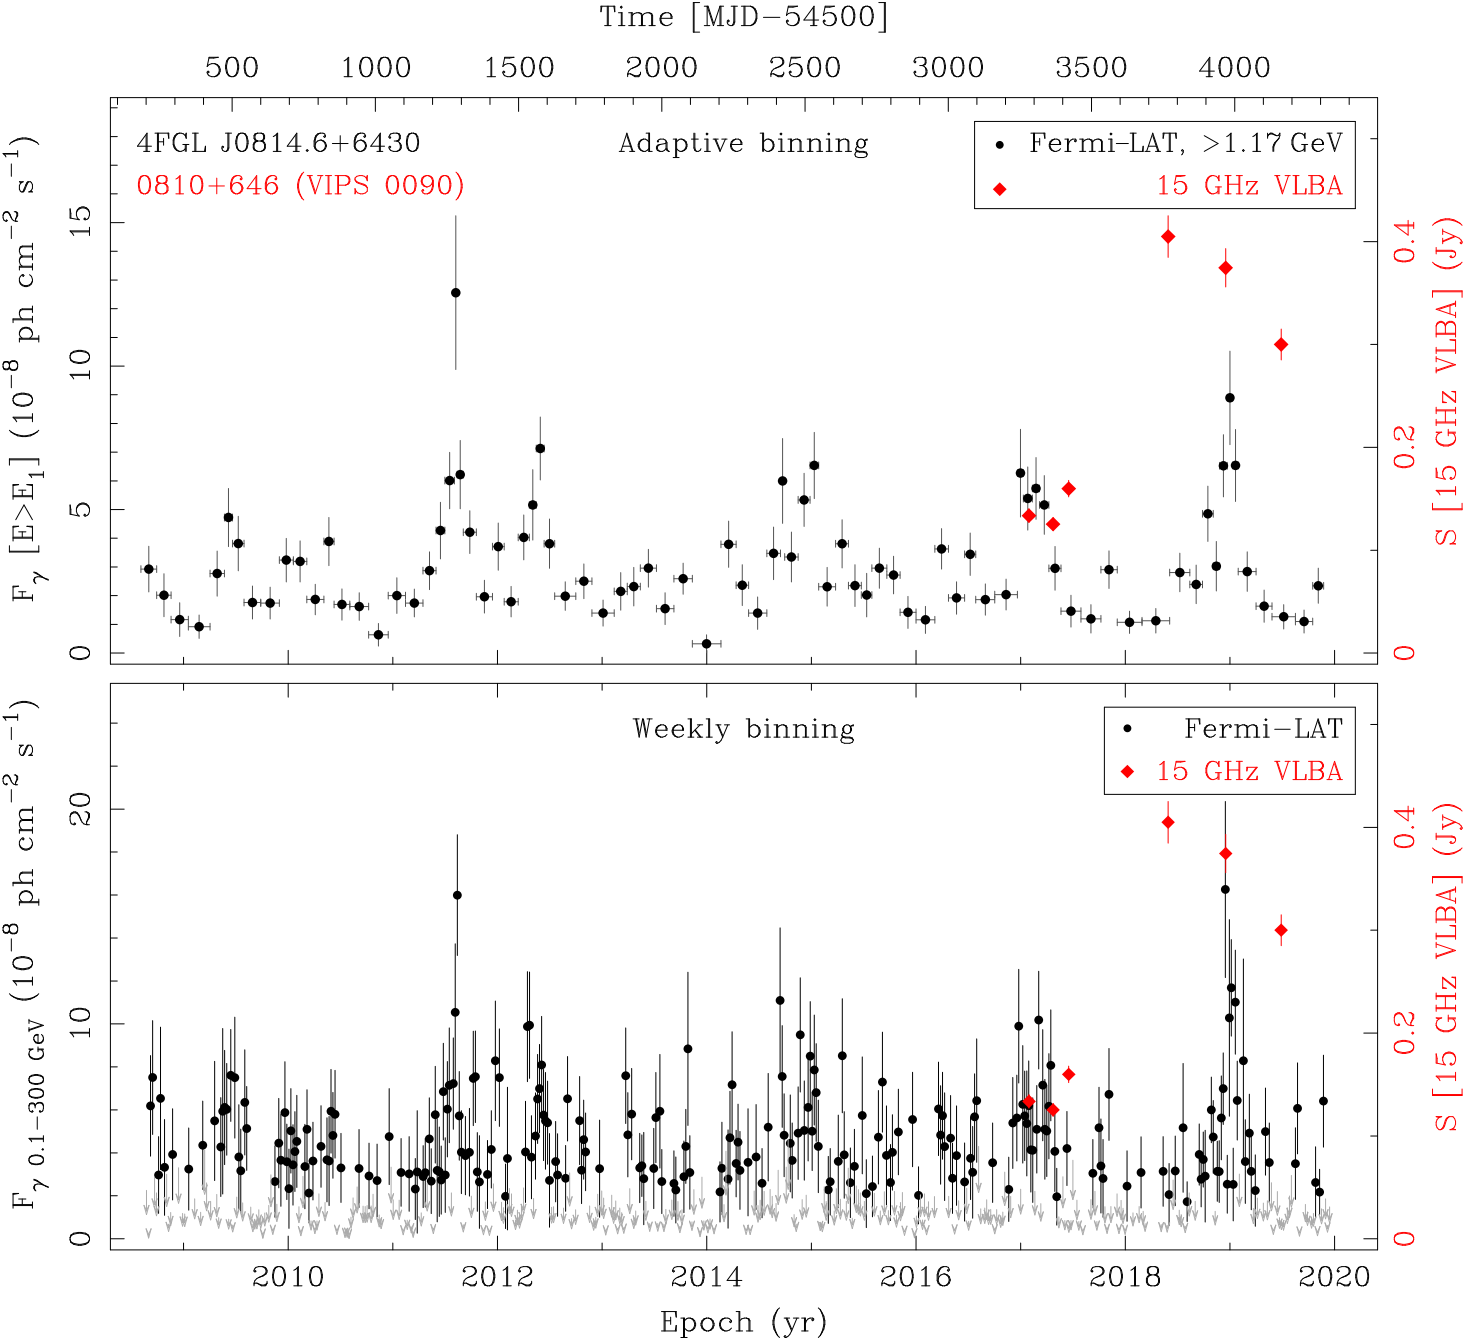 Time [MJD−54500]
500 1000 1500 2000 2500 3000 3500 4000
4FGL J0814.6+6430
0810+646 (VIPS 0090)
Adaptive binning
Fermi−LAT, >1.17 GeV
15 GHz VLBA
F γ [E>E1] (10−8 ph cm−2 s−1)
15
10
5
0
0.4
0.2
0
S [15 GHz VLBA] (Jy)
Weekly binning
Fermi−LAT
15 GHz VLBA
F γ 0.1−300 GeV (10−8 ph cm−2 s−1)
20
10
0
0.4
0.2
0
S [15 GHz VLBA] (Jy)
2010 2012 2014 2016 2018 2020
Epoch (yr)